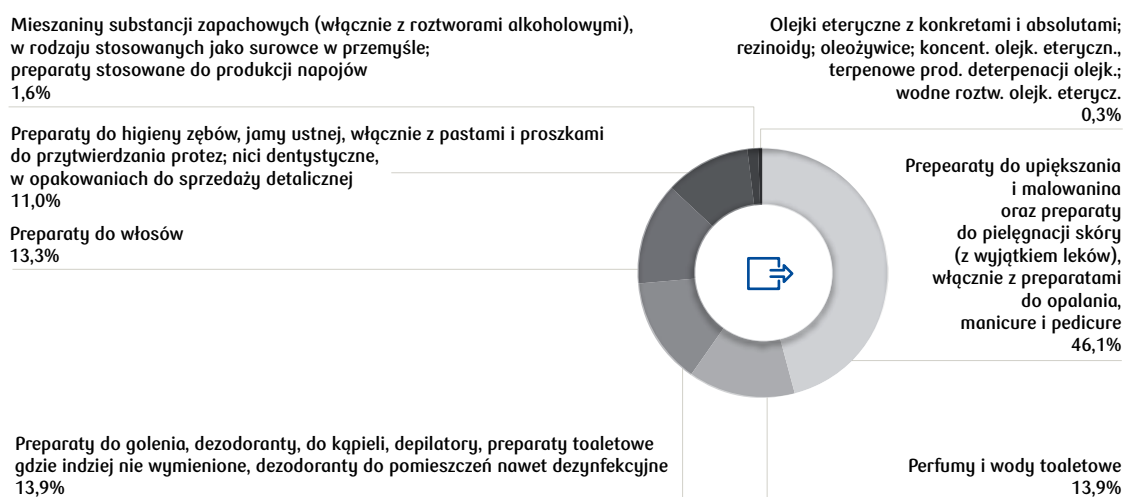 Mieszaniny substancji zapachowych (włącznie z roztworami alkoholowymi),
w rodzaju stosowanych jako surowce w przemyśle;
preparaty stosowane do produkcji napojów
1,6%
Olejki eteryczne z konkretami i absolutami;
rezinoidy; oleożywice; koncent. olejk. eteryczn.,
terpenowe prod. deterpenacji olejk.;
wodne roztw. olejk. eterycz.
0,3%
Preparaty do higieny zębów, jamy ustnej, włącznie z pastami i proszkami
do przytwierdzania protez; nici dentystyczne,
w opakowaniach do sprzedaży detalicznej
11,0%
Preparaty do włosów
13,3%
Prepearaty do upiększania
i malowanina
oraz preparaty
do pielęgnacji skóry
(z wyjątkiem leków),
włącznie z preparatami
do opalania,
manicure i pedicure
46,1%
Preparaty do golenia, dezodoranty, do kąpieli, depilatory, preparaty toaletowe
gdzie indziej nie wymienione, dezodoranty do pomieszczeń nawet dezynfekcyjne
13,9%
Perfumy i wody toaletowe
13,9%